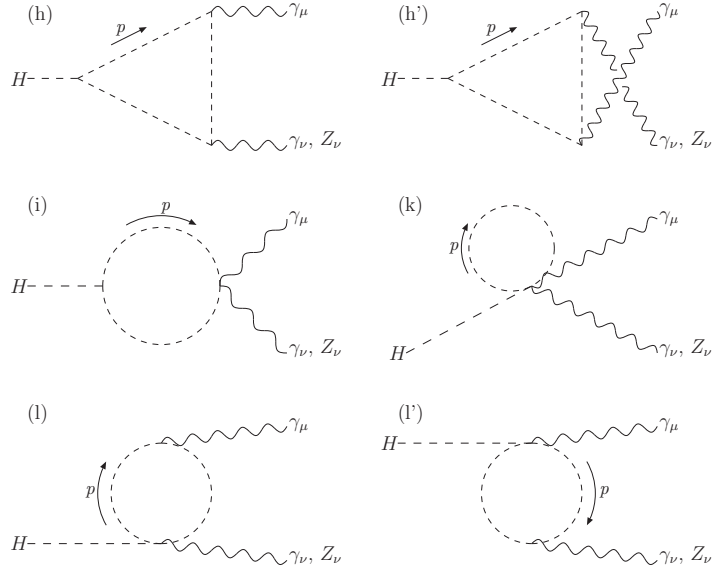 (h)
p
γμ
H
γν, Zν
(h')
p
γμ
H
γν, Zν
(i)
p
γμ
H
γν, Zν
(k)
p
γμ
H
γν, Zν
(l)
γμ
p
H
γν, Zν
(l')
γμ
H
p
γν, Zν